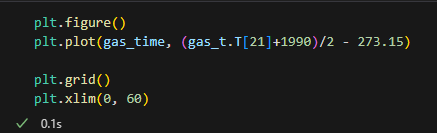 plt.figure()
plt.plot(gas_time, (gas_t.T[21]+1990)/2 - 273.15)
plt.grid()
plt.xlim(0, 60)
0.1s